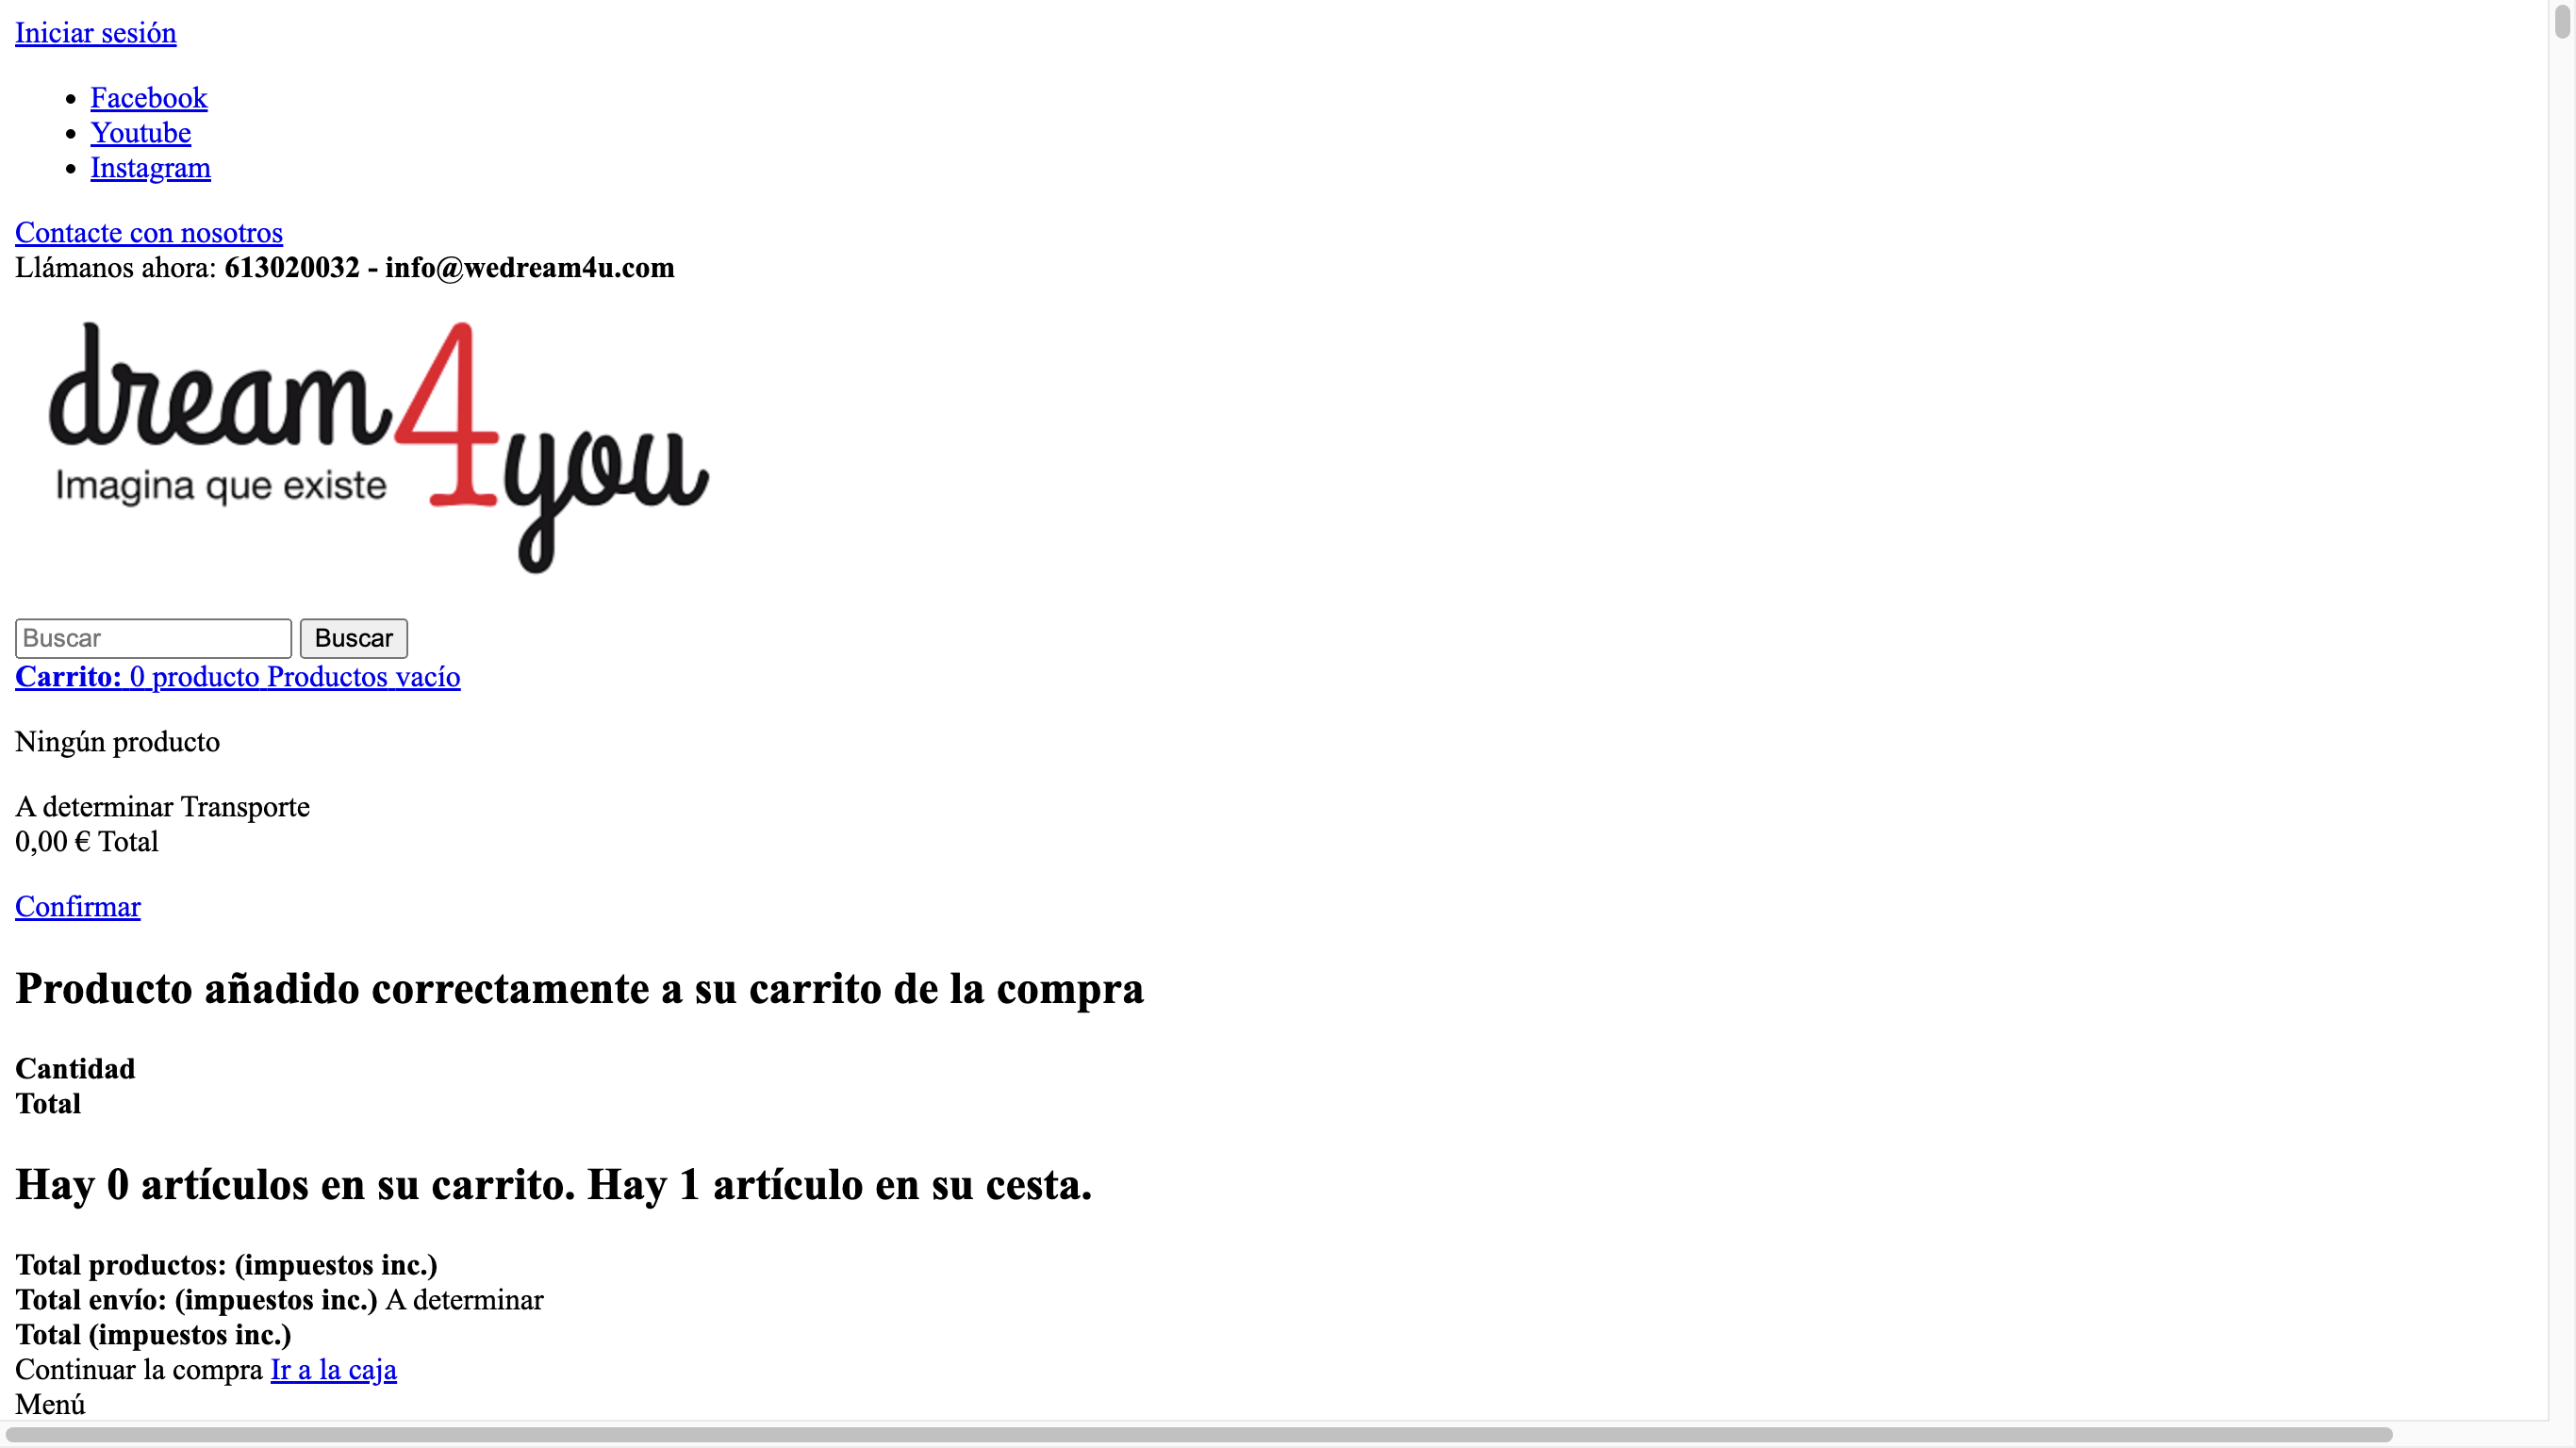 Iniciar sesión
Facebook
Youtube
Instagram
Contacte con nosotros
Llámanos ahora: 613020032 - info@wedream4u.com
dream4you
Imagina que existe
Buscar Buscar
Carrito: 0 producto Productos vacío
Ningún producto
A determinar Transporte
0,00 € Total
Confirmar
Producto añadido correctamente a su carrito de la compra
Cantidad
Total
Hay 0 artículos en su carrito. Hay 1 artículo en su cesta.
Total productos: (impuestos inc.)
Total envío: (impuestos inc.) A determinar
Total (impuestos inc.)
Continuar la compra Ir a la caja
Menú